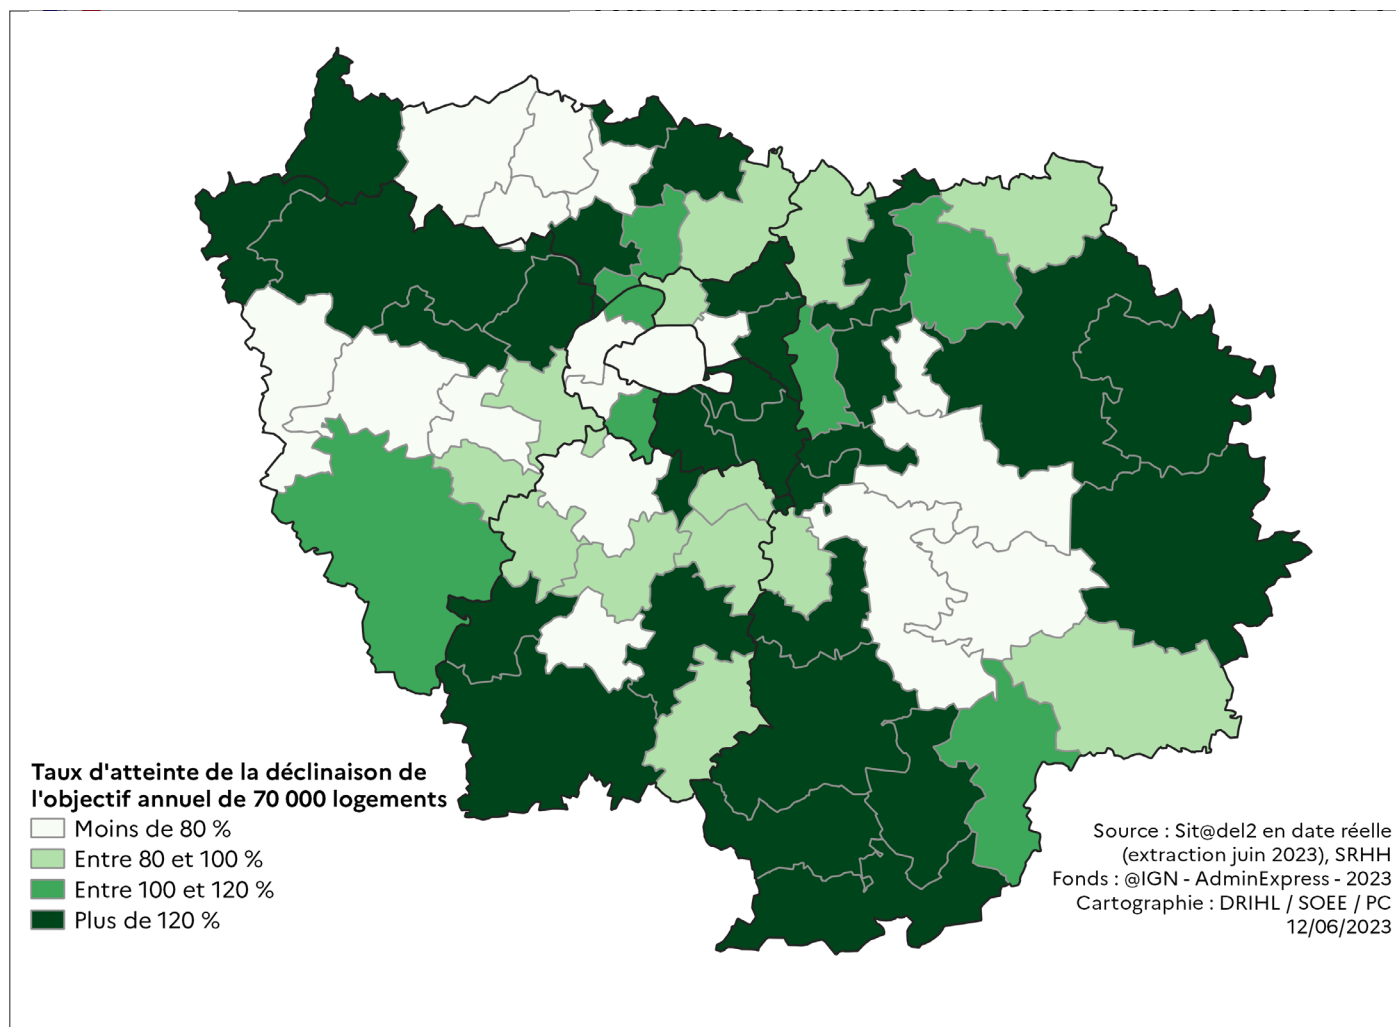 Taux d'atteinte de la déclinaison de
l'objectif annuel de 70 000 logements
Moins de 80 %
Entre 80 et 100 %
Entre 100 et 120 %
Plus de 120 %
Source : Sit@del2 en date réelle
(extraction juin 2023), SRHH
Fonds : @IGN - AdminExpress - 2023
Cartographie : DRIHL / SOEE / PC
12/06/2023